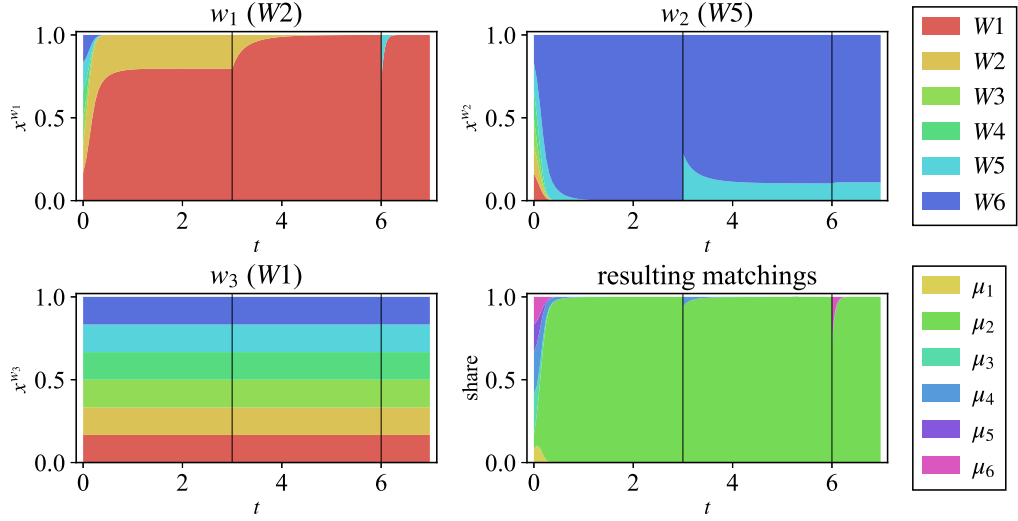 w₁ (W2)
1.0
0.5
0.0
x^{w₁}
0 2 4 6
t
w₂ (W5)
1.0
0.5
0.0
x^{w₂}
0 2 4 6
t
W1
W2
W3
W4
W5
W6
w₃ (W1)
1.0
0.5
0.0
x^{w₃}
0 2 4 6
t
resulting matchings
1.0
0.5
0.0
share
0 2 4 6
t
μ₁
μ₂
μ₃
μ₄
μ₅
μ₆